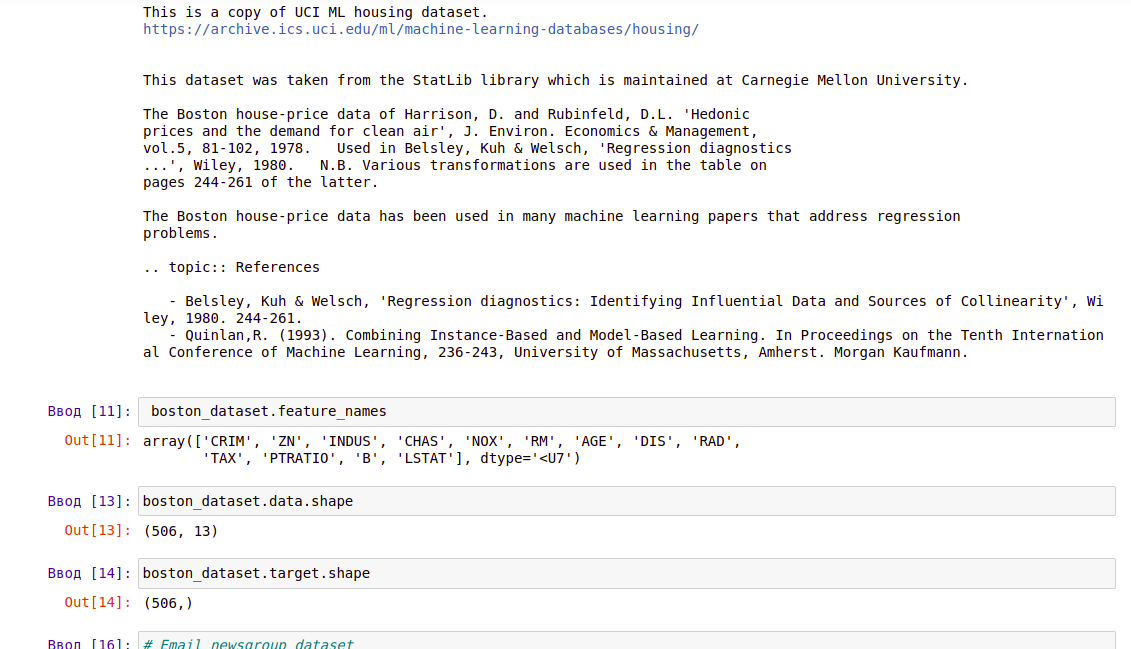 This is a copy of UCI ML housing dataset.
https://archive.ics.uci.edu/ml/machine-learning-databases/housing/
This dataset was taken from the StatLib library which is maintained at Carnegie Mellon University.
The Boston house-price data of Harrison, D. and Rubinfeld, D.L. 'Hedonic
prices and the demand for clean air', J. Environ. Economics & Management,
vol.5, 81-102, 1978.   Used in Belsley, Kuh & Welsch, 'Regression diagnostics
...', Wiley, 1980.   N.B. Various transformations are used in the table on
pages 244-261 of the latter.
The Boston house-price data has been used in many machine learning papers that address regression
problems.
.. topic:: References
- Belsley, Kuh & Welsch, 'Regression diagnostics: Identifying Influential Data and Sources of Collinearity', Wi
ley, 1980. 244-261.
- Quinlan,R. (1993). Combining Instance-Based and Model-Based Learning. In Proceedings on the Tenth Internation
al Conference of Machine Learning, 236-243, University of Massachusetts, Amherst. Morgan Kaufmann.
Ввод [11]: boston_dataset.feature_names
Out[11]: array(['CRIM', 'ZN', 'INDUS', 'CHAS', 'NOX', 'RM', 'AGE', 'DIS', 'RAD',
'TAX', 'PTRATIO', 'B', 'LSTAT'], dtype='<U7')
Ввод [13]: boston_dataset.data.shape
Out[13]: (506, 13)
Ввод [14]: boston_dataset.target.shape
Out[14]: (506,)
Ввод [16]: # Email newsgroup dataset